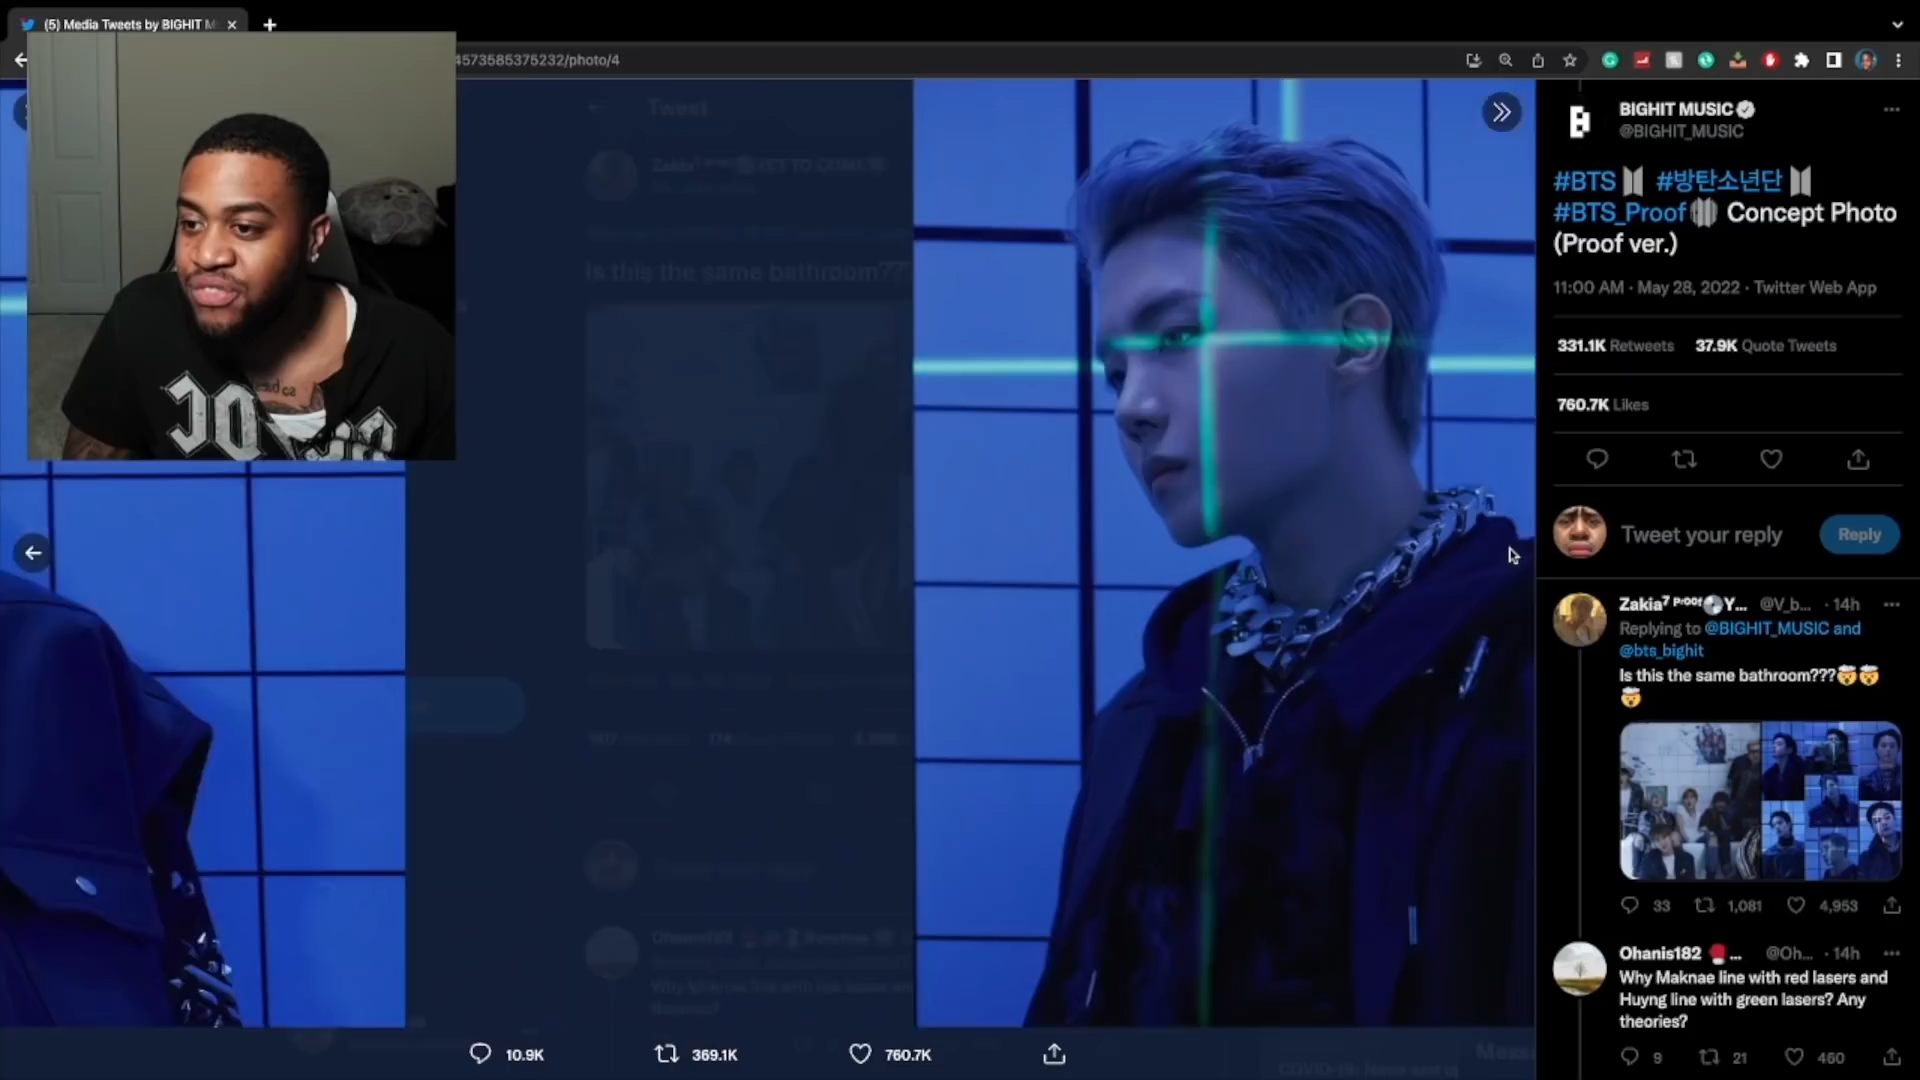 (5) Media Tweets by BIGHIT M
4573585375232/photo/4
Tweet
Is this the same bathroom???
10.9K 369.1K 760.7K
BIGHIT MUSIC
@BIGHIT_MUSIC
#BTS #방탄소년단
#BTS_Proof Concept Photo
(Proof ver.)
11:00 AM · May 28, 2022 · Twitter Web App
331.1K Retweets 37.9K Quote Tweets
760.7K Likes
Tweet your reply Reply
Zakia⁷ ᴾʳᵒᵒᶠ Y... @V_b... · 14h
Replying to @BIGHIT_MUSIC and
@bts_bighit
Is this the same bathroom???🤯🤯
🤯
33 1,081 4,953
Ohanis182 ... @Oh... · 14h
Why Maknae line with red lasers and
Huyng line with green lasers? Any
theories?
9 21 460